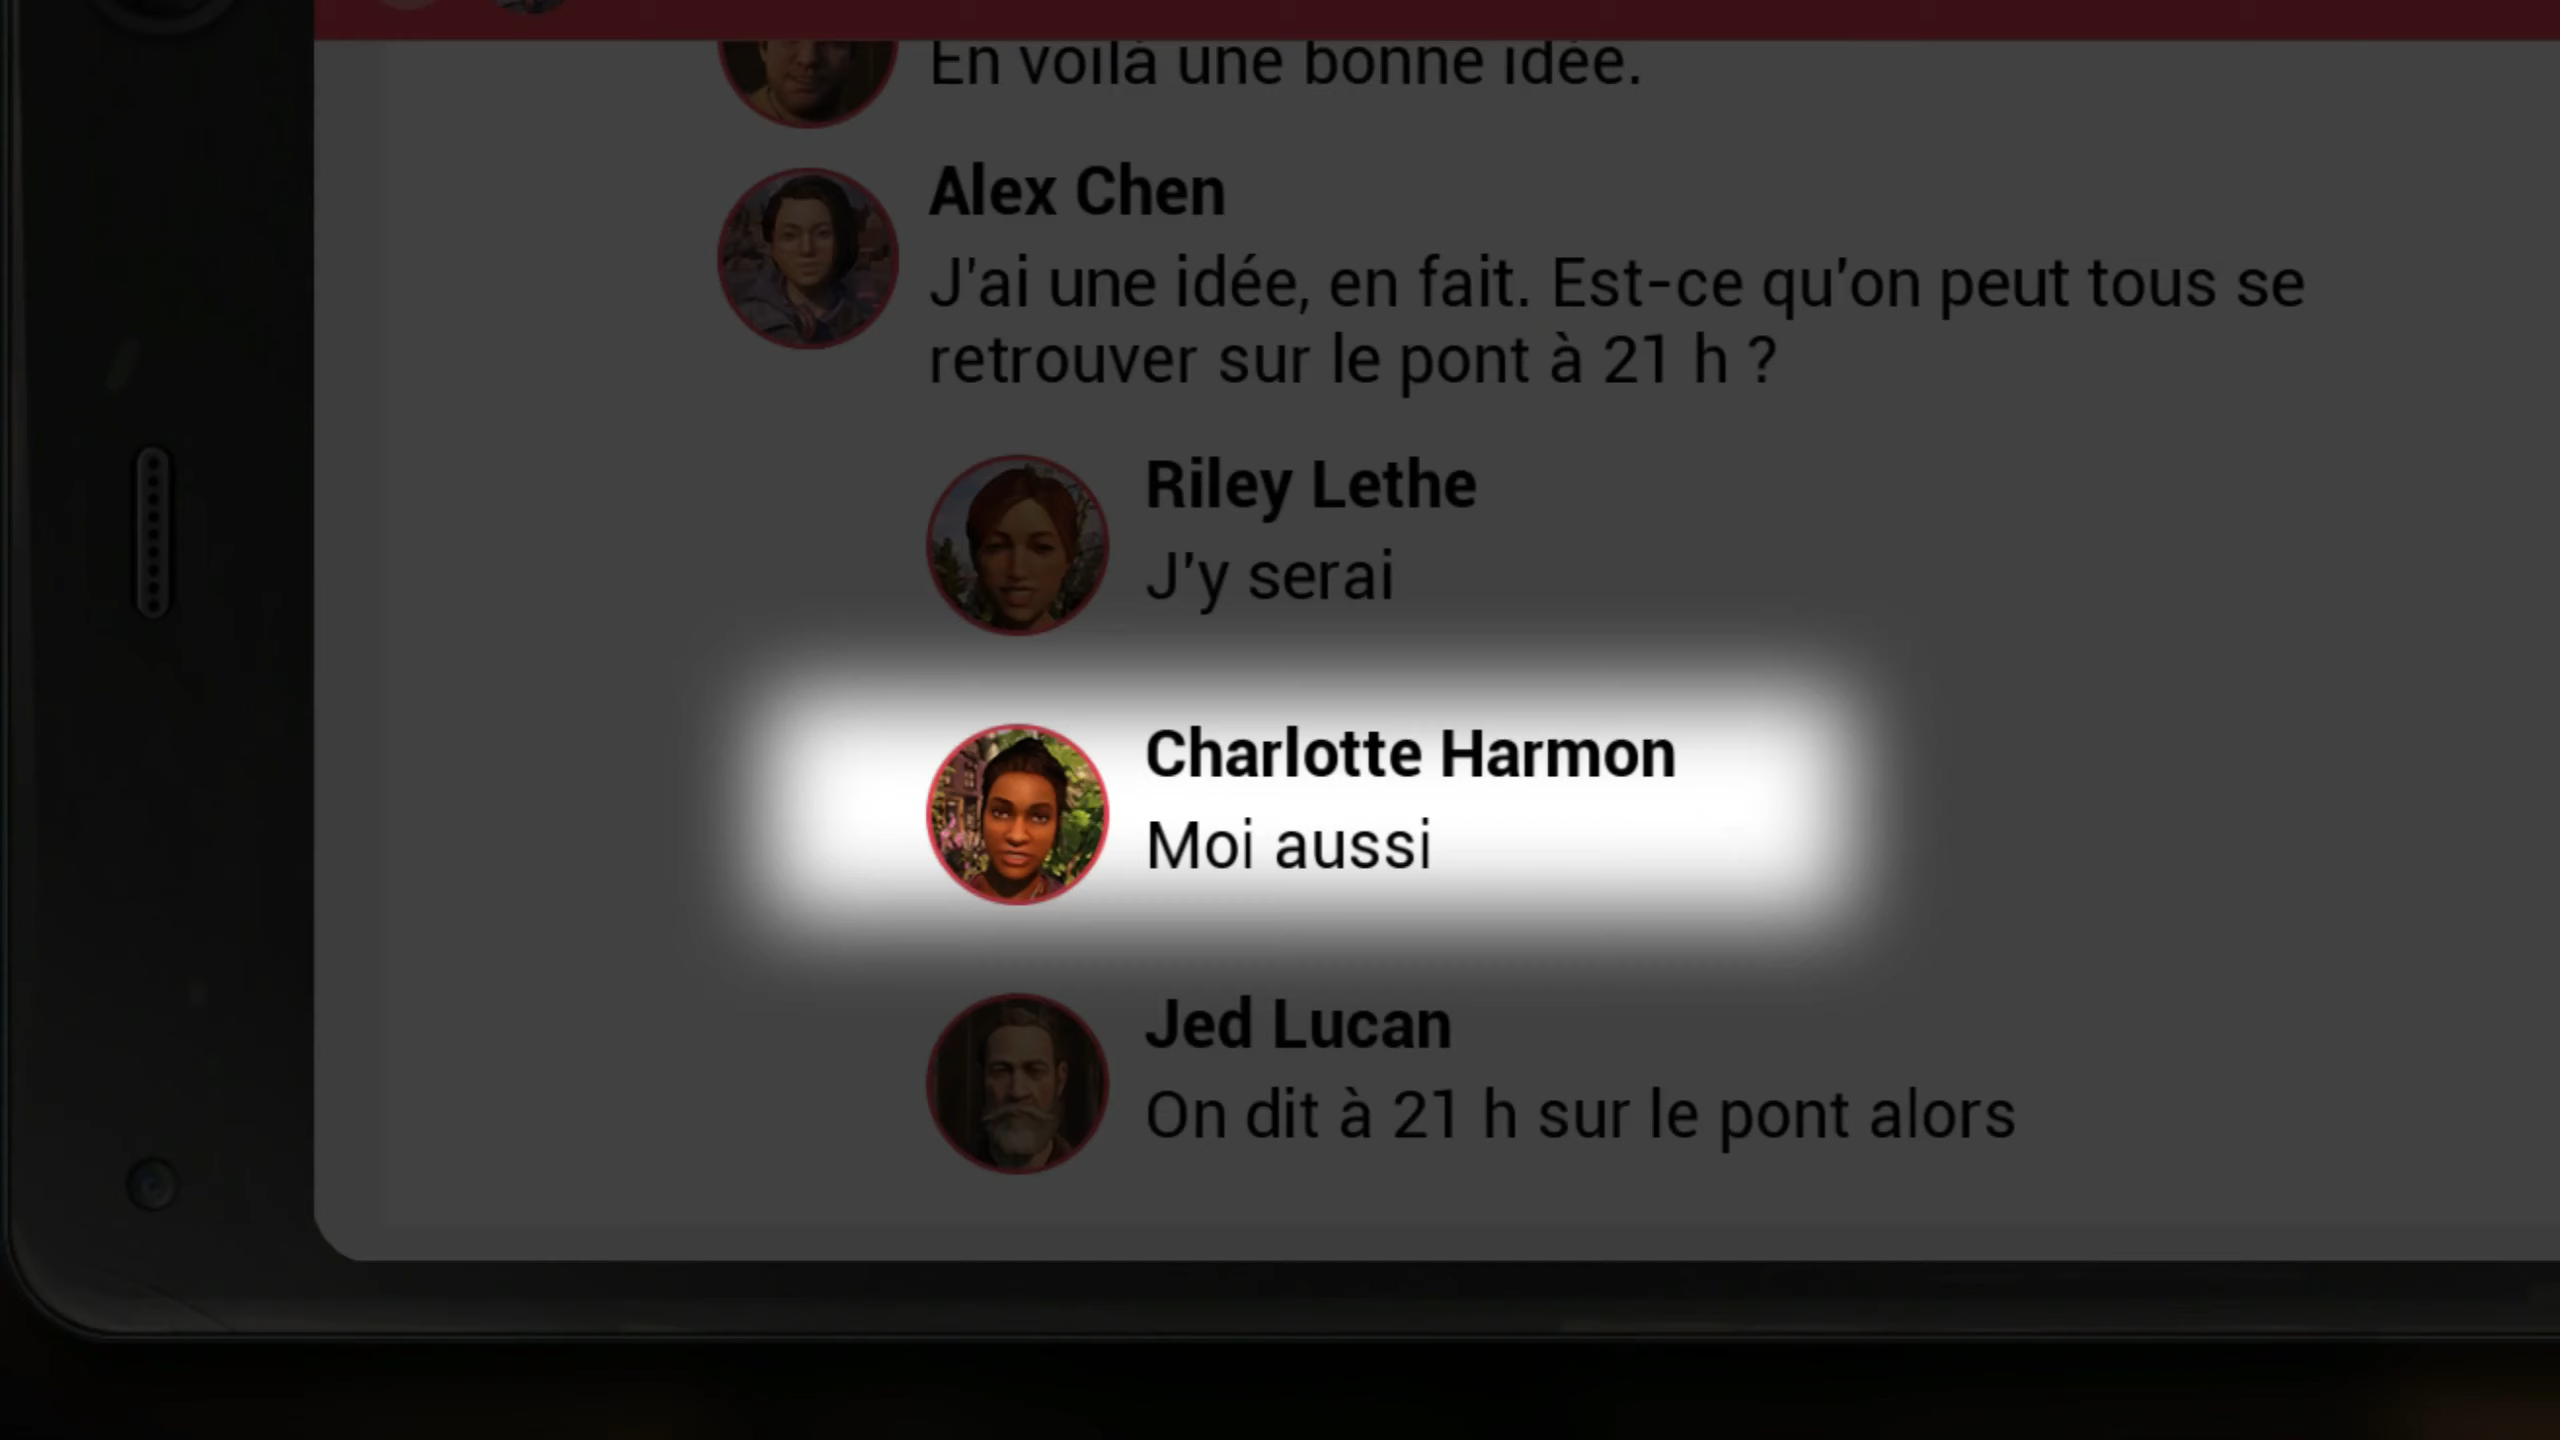 En voilà une bonne idée.
Alex Chen
J'ai une idée, en fait. Est-ce qu'on peut tous se
retrouver sur le pont à 21 h ?
Riley Lethe
J'y serai
Charlotte Harmon
Moi aussi
Jed Lucan
On dit à 21 h sur le pont alors